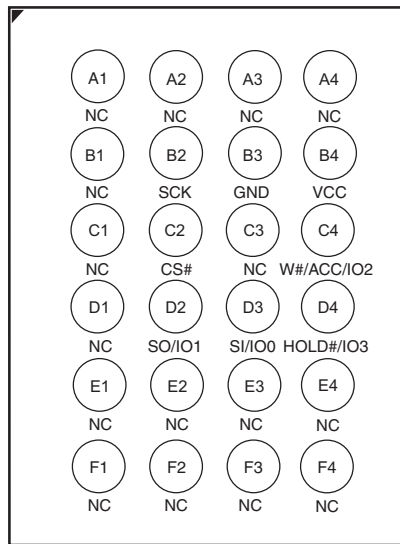 A1 A2 A3 A4
NC NC NC NC
B1 B2 B3 B4
NC SCK GND VCC
C1 C2 C3 C4
NC CS# NC W#/ACC/IO2
D1 D2 D3 D4
NC SO/IO1 SI/IO0 HOLD#/IO3
E1 E2 E3 E4
NC NC NC NC
F1 F2 F3 F4
NC NC NC NC